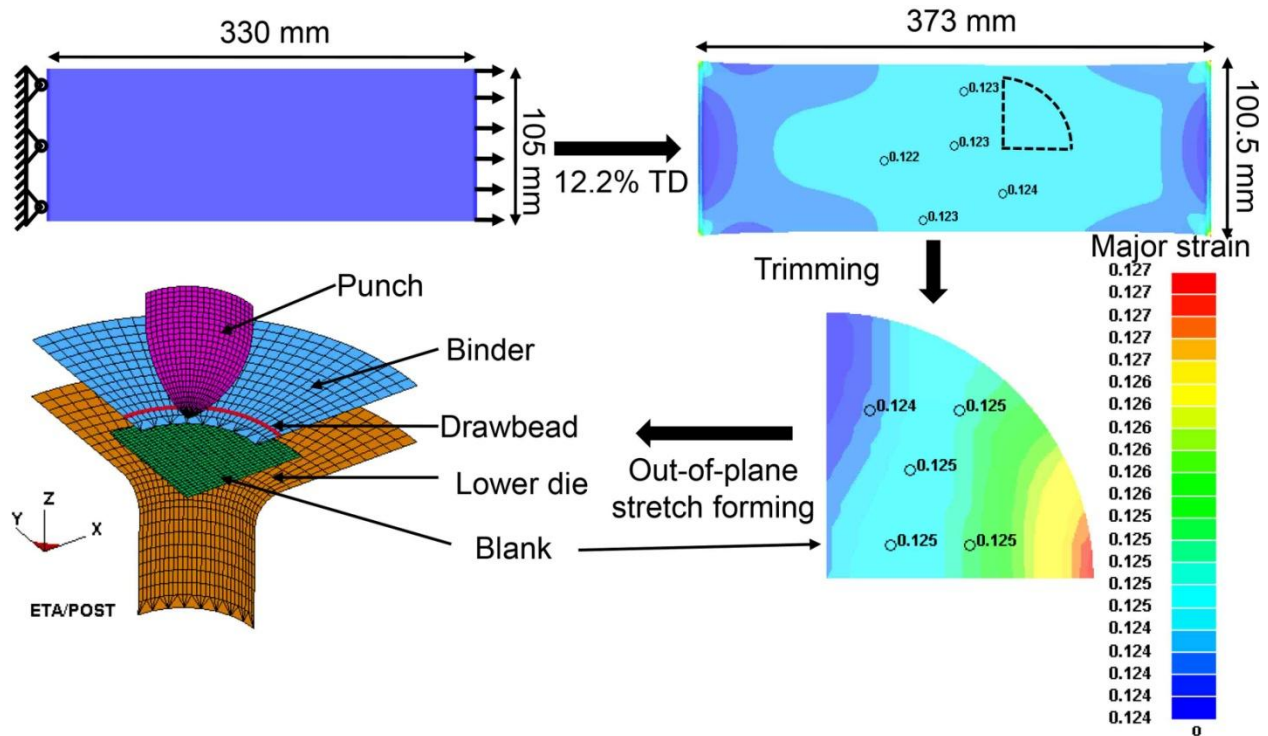 330 mm
105 mm
12.2% TD
373 mm
100.5 mm
0.123
0.123
0.122
0.124
0.123
Trimming
Major strain
0.127
0.127
0.127
0.127
0.127
0.126
0.126
0.126
0.126
0.126
0.125
0.125
0.125
0.125
0.124
0.124
0.124
0.124
0.124
0
0.124
0.125
0.125
0.125
0.125
Out-of-plane
stretch forming
Punch
Binder
Drawbead
Lower die
Blank
Z
Y
X
ETA/POST